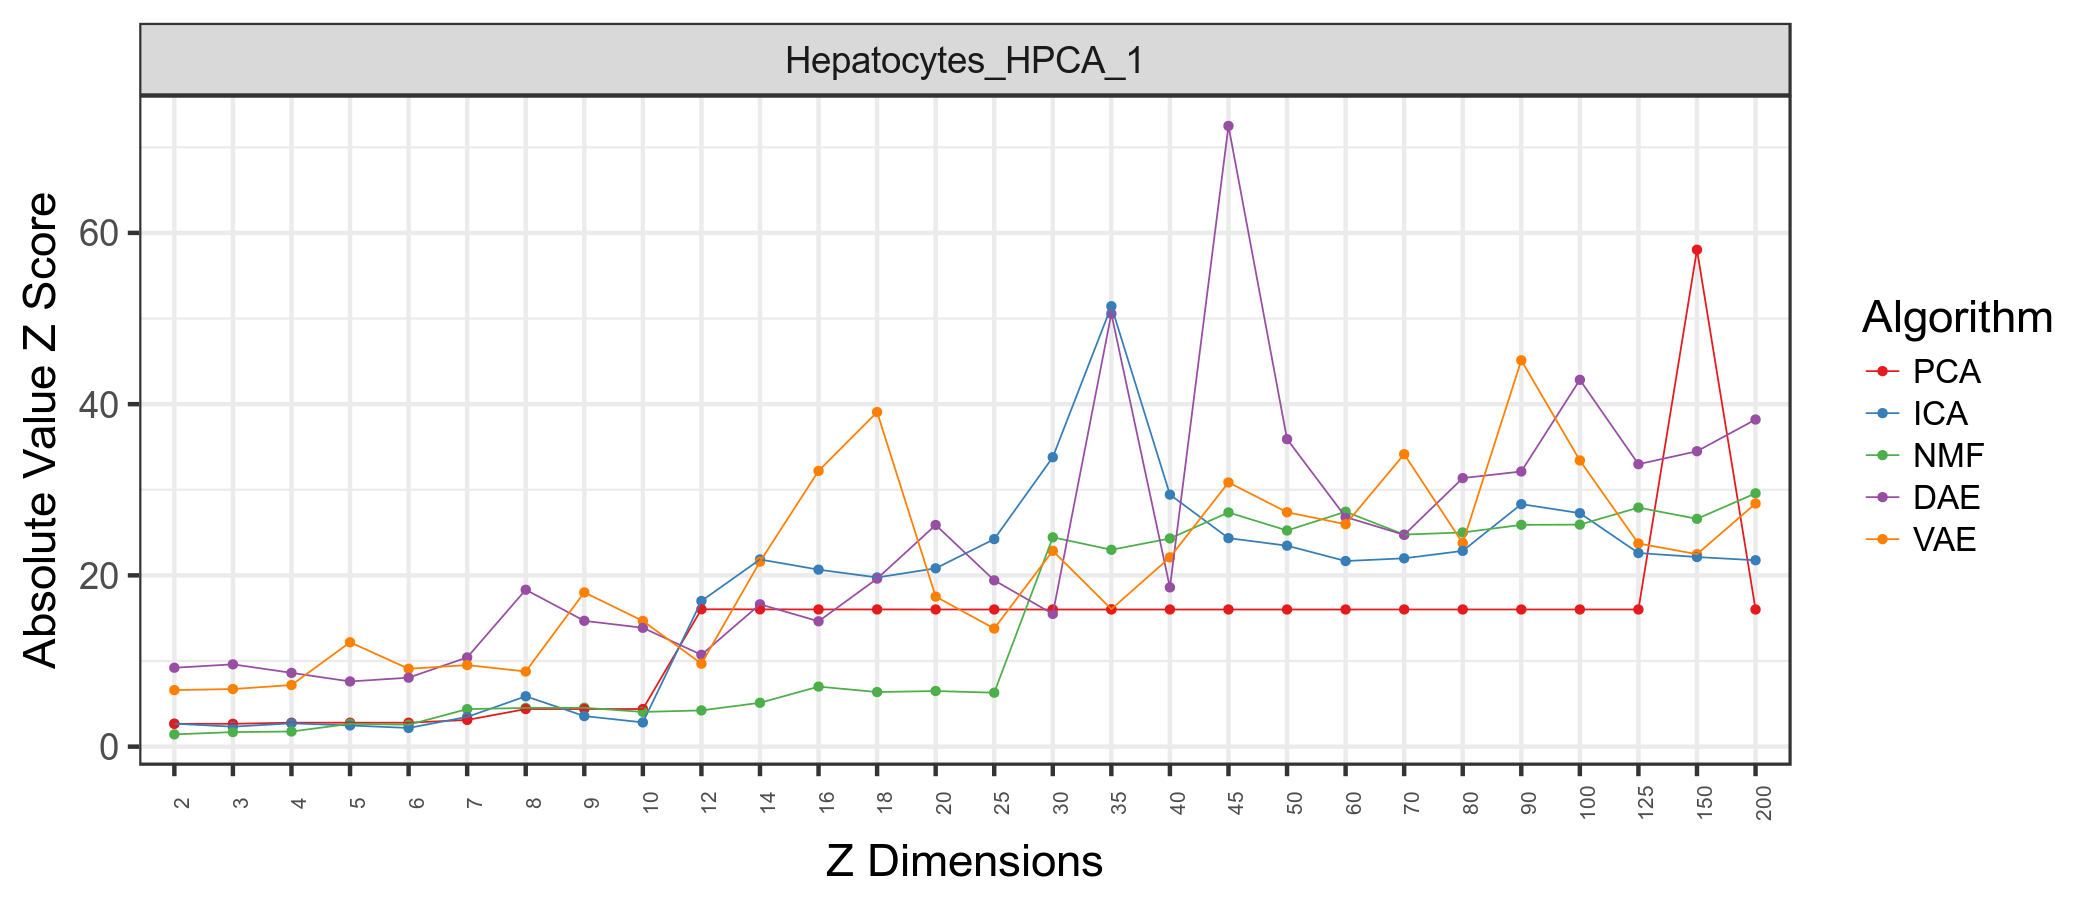 Hepatocytes_HPCA_1
Absolute Value Z Score
60
40
20
0
2 3 4 5 6 7 8 9 10 12 14 16 18 20 25 30 35 40 45 50 60 70 80 90 100 125 150 200
Z Dimensions
Algorithm
PCA
ICA
NMF
DAE
VAE